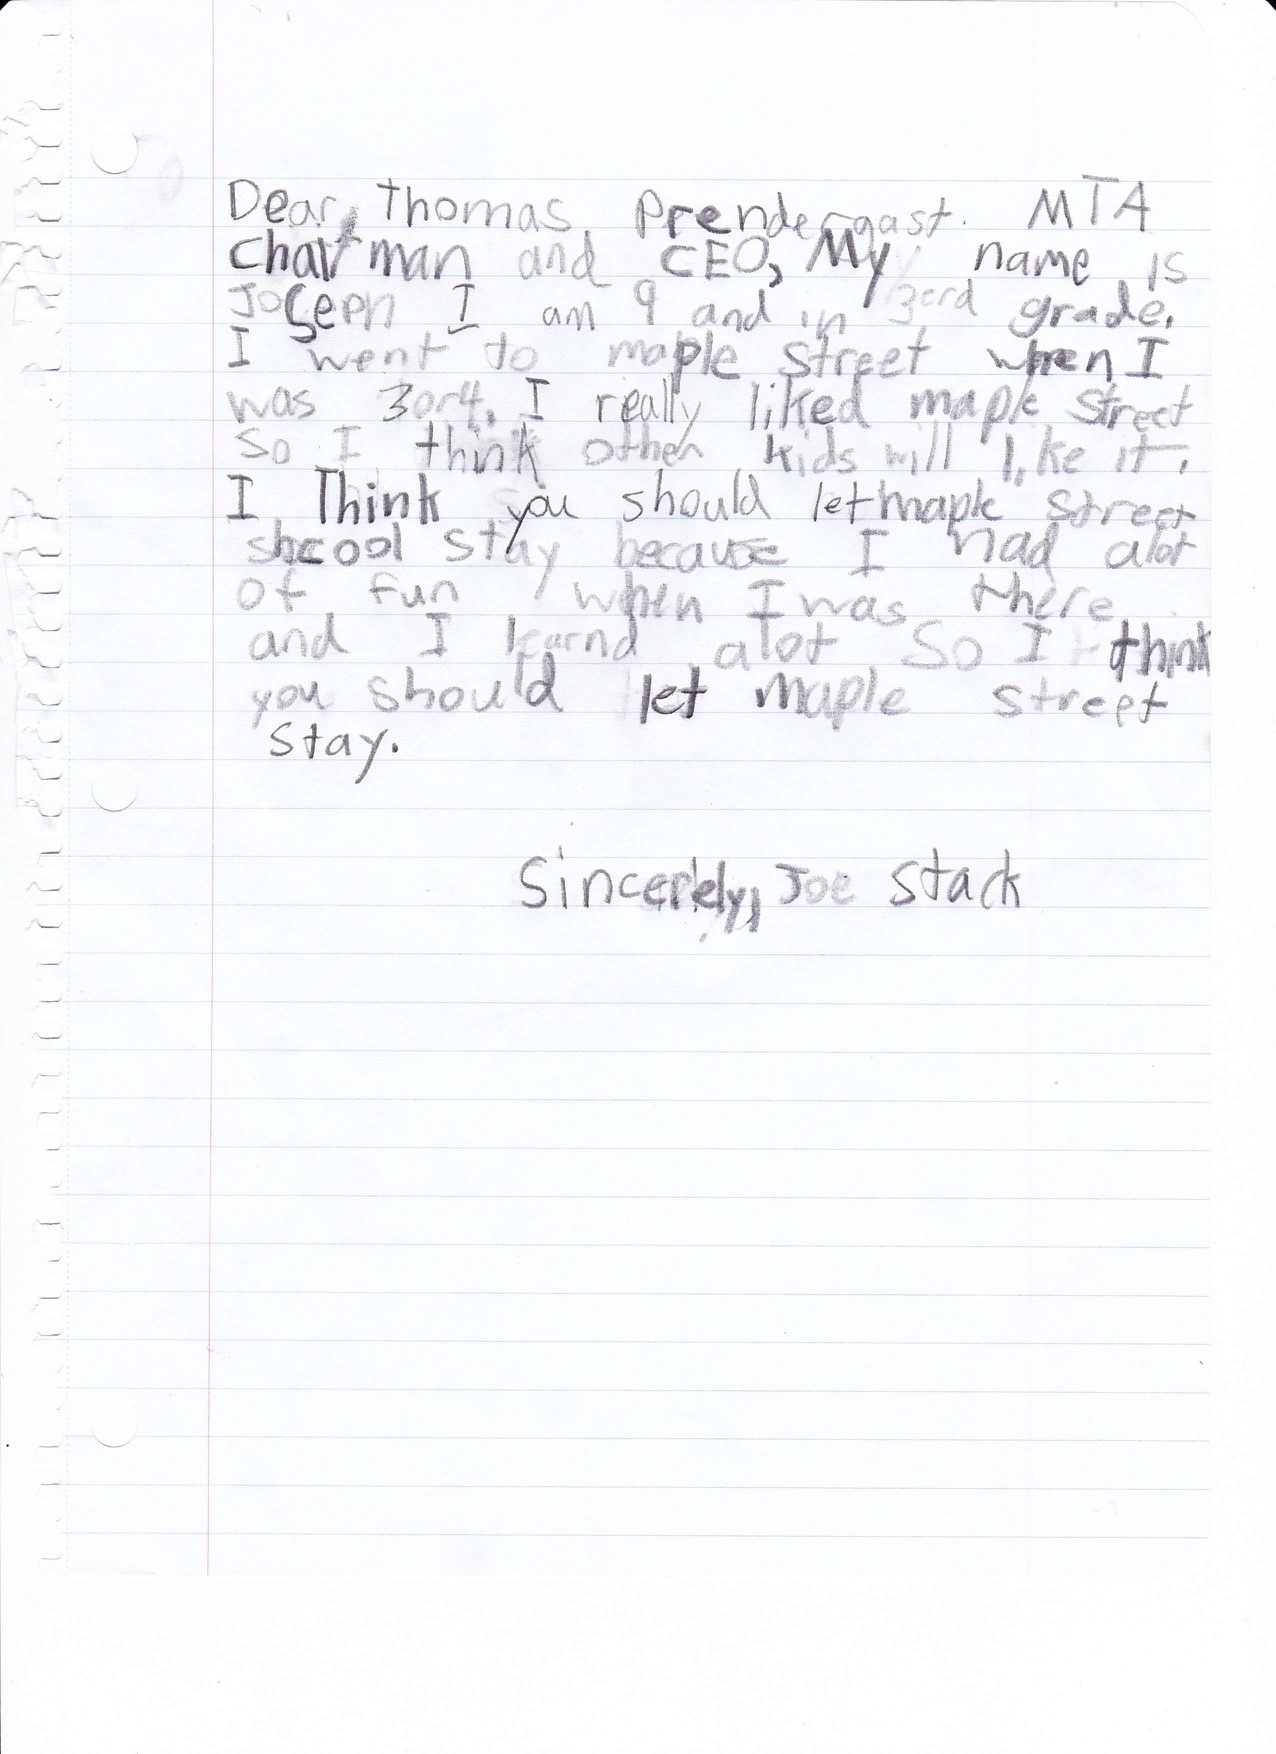 Dear, Thomas Prendergast. MTA
Chairman and CEO, My name is
Joseph I am 9 and in 3erd grade.
I went to maple street when I
was 3or4. I really liked maple street
So I think other kids will like it.
I Think you should let maple street
shcool stay because I had alot
of fun when I was there
and I learnd alot So I think
you should let maple street
stay.
Sincerely, Joe Stack